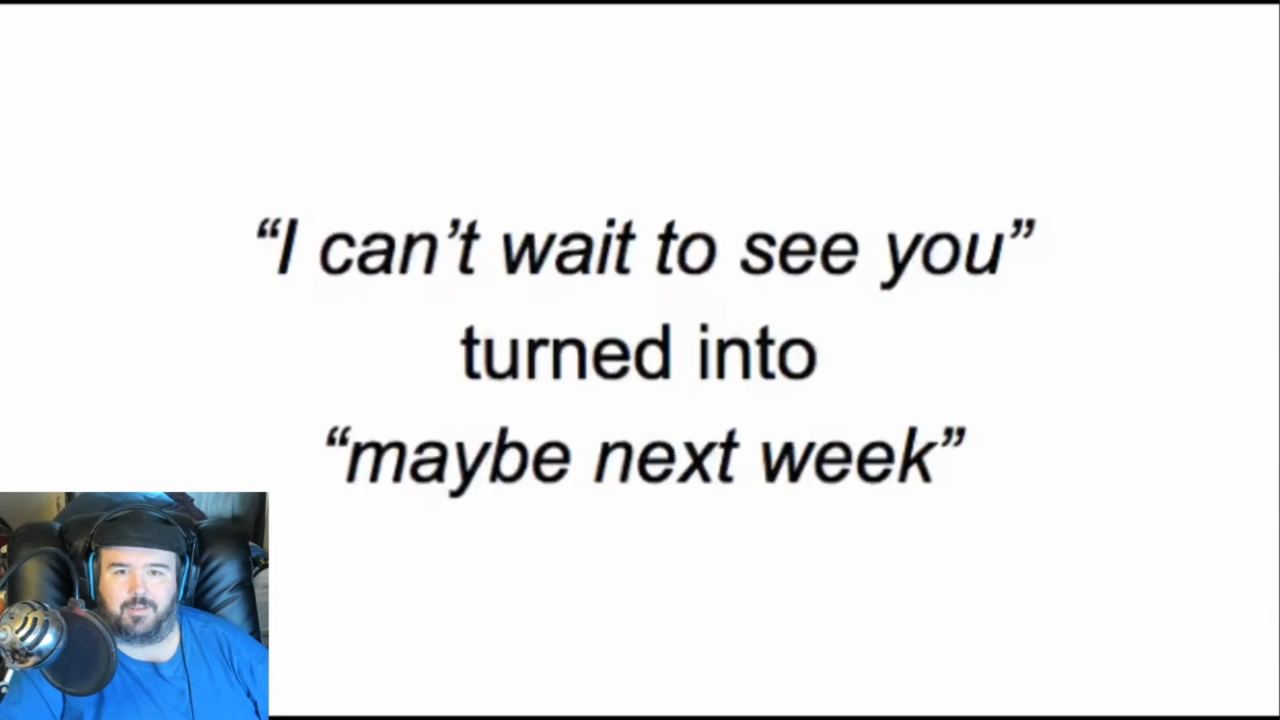 “I can’t wait to see you”
turned into
“maybe next week”